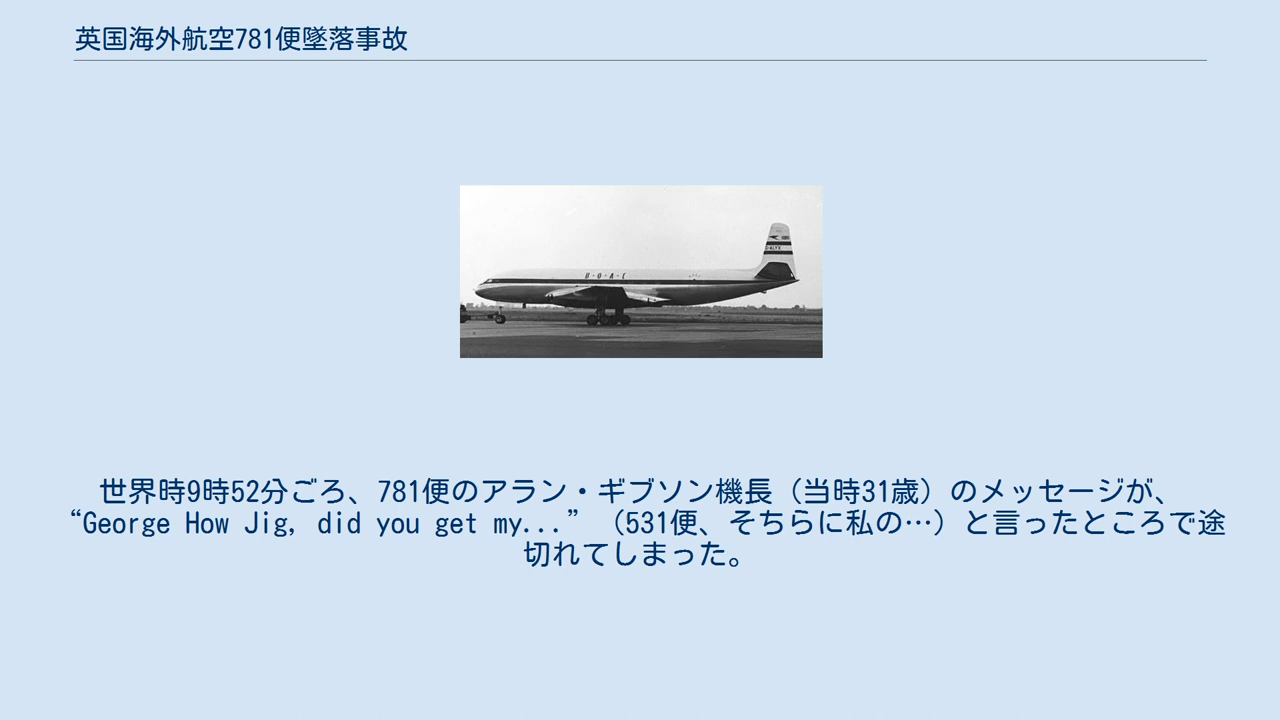 英国海外航空781便墜落事故
B・O・A・C
G-ALYX
世界時9時52分ごろ、781便のアラン・ギブソン機長（当時31歳）のメッセージが、
“George How Jig, did you get my...”（531便、そちらに私の…）と言ったところで途
切れてしまった。